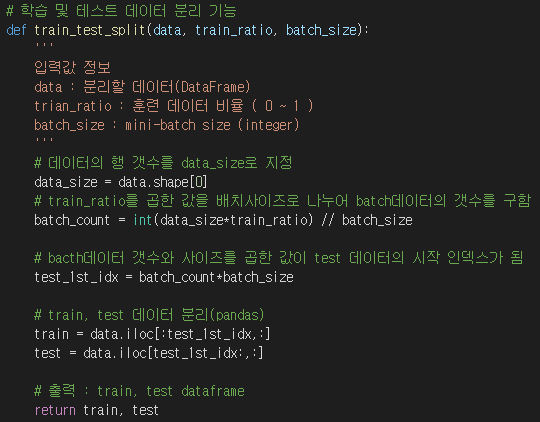 # 학습 및 테스트 데이터 분리 기능
def train_test_split(data, train_ratio, batch_size):
'''
입력값 정보
data : 분리할 데이터(DataFrame)
trian_ratio : 훈련 데이터 비율 ( 0 ~ 1 )
batch_size : mini-batch size (integer)
'''
# 데이터의 행 갯수를 data_size로 지정
data_size = data.shape[0]
# train_ratio를 곱한 값을 배치사이즈로 나누어 batch데이터의 갯수를 구함
batch_count = int(data_size*train_ratio) // batch_size
# bacth데이터 갯수와 사이즈를 곱한 값이 test 데이터의 시작 인덱스가 됨
test_1st_idx = batch_count*batch_size
# train, test 데이터 분리(pandas)
train = data.iloc[:test_1st_idx,:]
test = data.iloc[test_1st_idx:,:]
# 출력 : train, test dataframe
return train, test